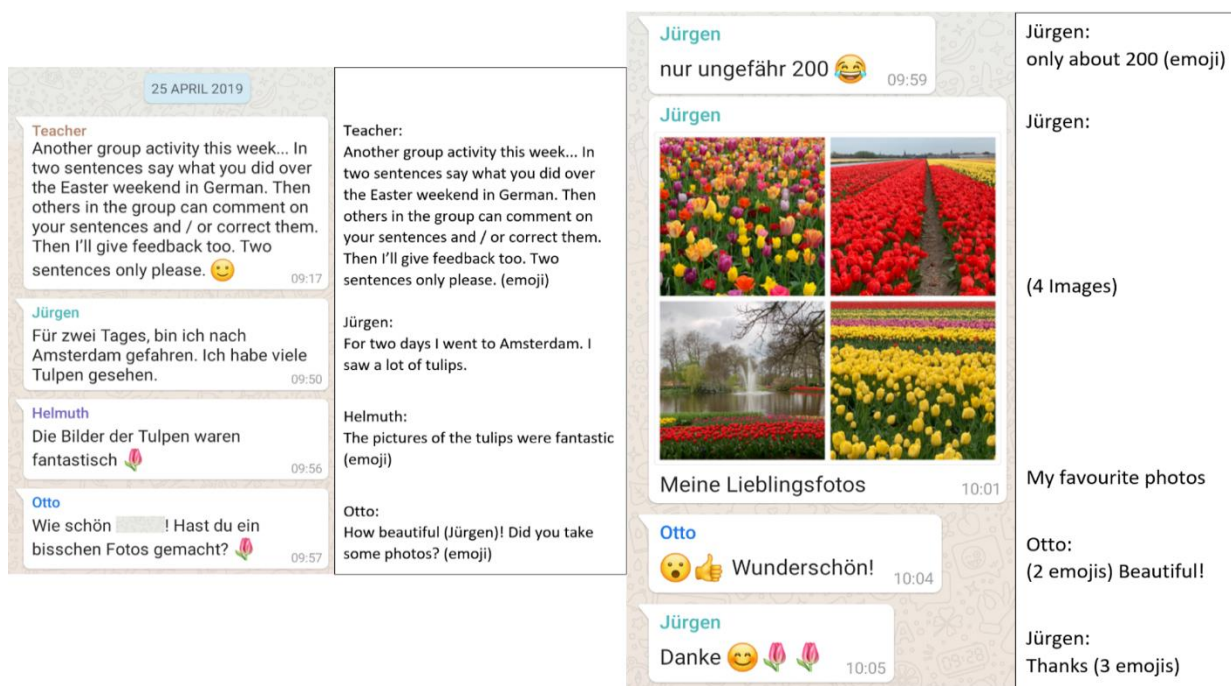 25 APRIL 2019
Teacher
Another group activity this week... In
two sentences say what you did over
the Easter weekend in German. Then
others in the group can comment on
your sentences and / or correct them.
Then I'll give feedback too. Two
sentences only please. 🙂
09:17
Jürgen
Für zwei Tages, bin ich nach
Amsterdam gefahren. Ich habe viele
Tulpen gesehen.
09:50
Helmuth
Die Bilder der Tulpen waren
fantastisch 🌷
09:56
Otto
Wie schön ! Hast du ein
bisschen Fotos gemacht? 🌷
09:57
Teacher:
Another group activity this week... In
two sentences say what you did over
the Easter weekend in German. Then
others in the group can comment on
your sentences and / or correct them.
Then I'll give feedback too. Two
sentences only please. (emoji)
Jürgen:
For two days I went to Amsterdam. I
saw a lot of tulips.
Helmuth:
The pictures of the tulips were fantastic
(emoji)
Otto:
How beautiful (Jürgen)! Did you take
some photos? (emoji)
Jürgen
nur ungefähr 200 😂
09:59
Jürgen
Meine Lieblingsfotos
10:01
Otto
😮👍 Wunderschön!
10:04
Jürgen
Danke 😊🌷🌷
10:05
Jürgen:
only about 200 (emoji)
Jürgen:
(4 Images)
My favourite photos
Otto:
(2 emojis) Beautiful!
Jürgen:
Thanks (3 emojis)